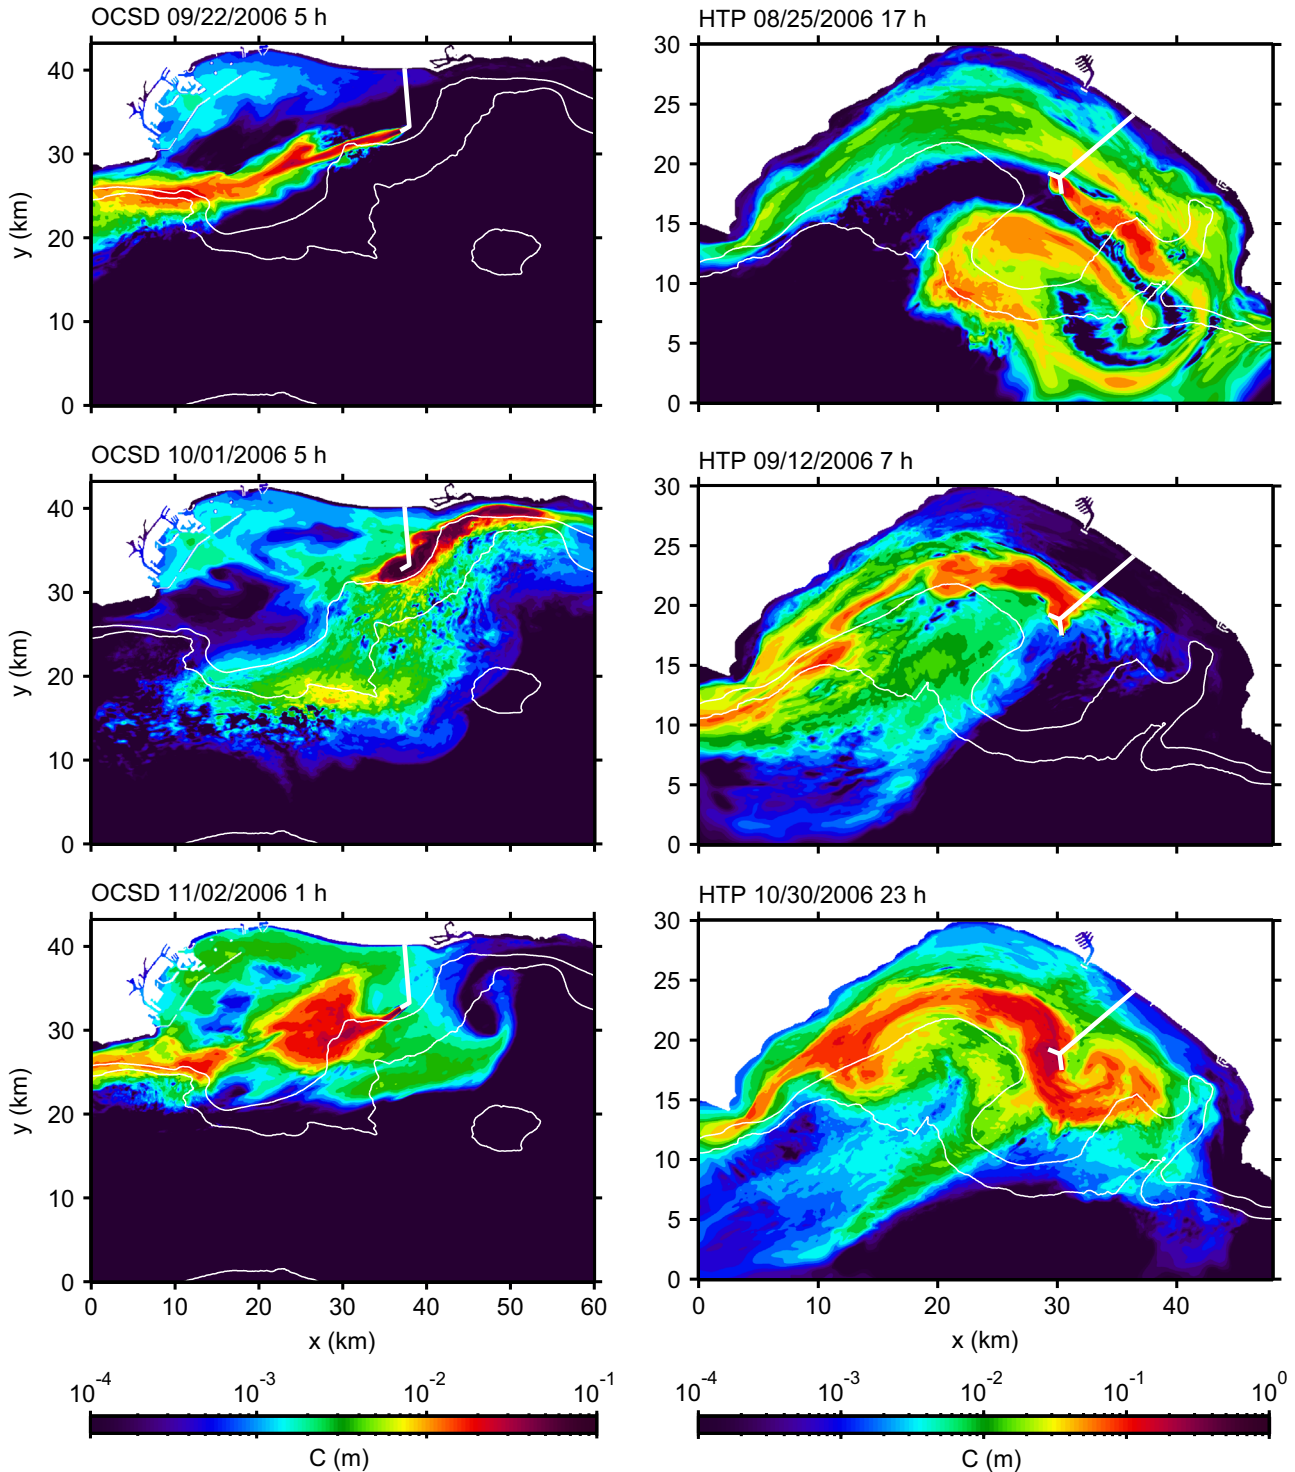 OCSD 09/22/2006 5 h
HTP 08/25/2006 17 h
y (km)
40
30
20
10
0
30
25
20
15
10
5
0
OCSD 10/01/2006 5 h
HTP 09/12/2006 7 h
y (km)
40
30
20
10
0
30
25
20
15
10
5
0
OCSD 11/02/2006 1 h
HTP 10/30/2006 23 h
y (km)
40
30
20
10
0
30
25
20
15
10
5
0
0 10 20 30 40 50 60
0 10 20 30 40
x (km)
x (km)
10⁻⁴ 10⁻³ 10⁻² 10⁻¹
10⁻⁴ 10⁻³ 10⁻² 10⁻¹ 10⁰
C (m)
C (m)